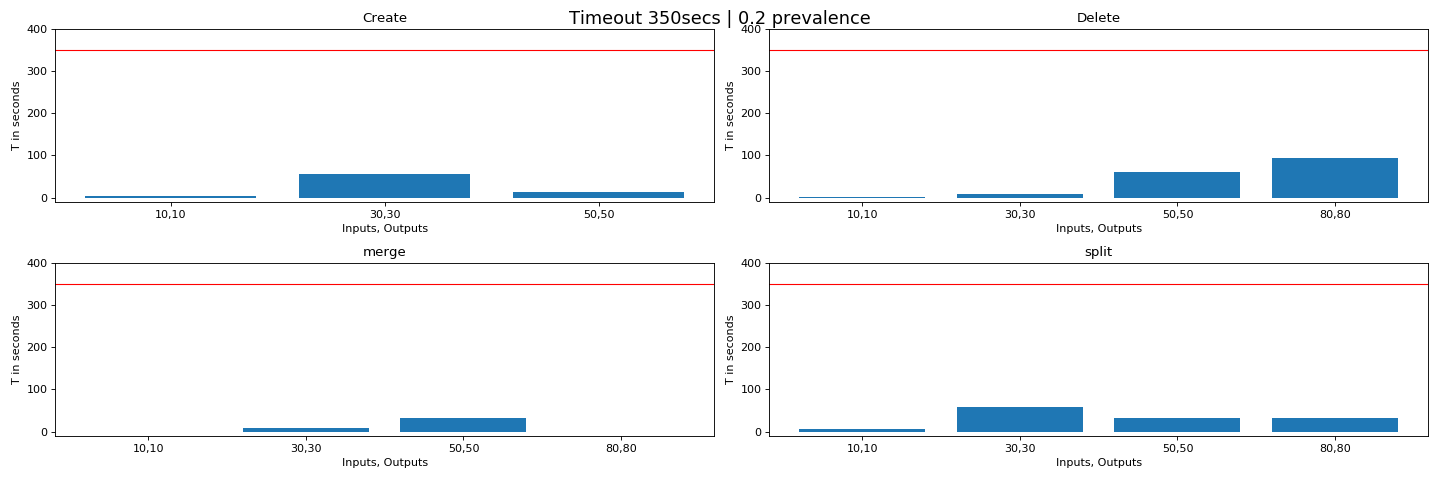 Timeout 350secs | 0.2 prevalence
Create
400
300
200
100
0
T in seconds
10,10 30,30 50,50
Inputs, Outputs
Delete
400
300
200
100
0
T in seconds
10,10 30,30 50,50 80,80
Inputs, Outputs
merge
400
300
200
100
0
T in seconds
10,10 30,30 50,50 80,80
Inputs, Outputs
split
400
300
200
100
0
T in seconds
10,10 30,30 50,50 80,80
Inputs, Outputs